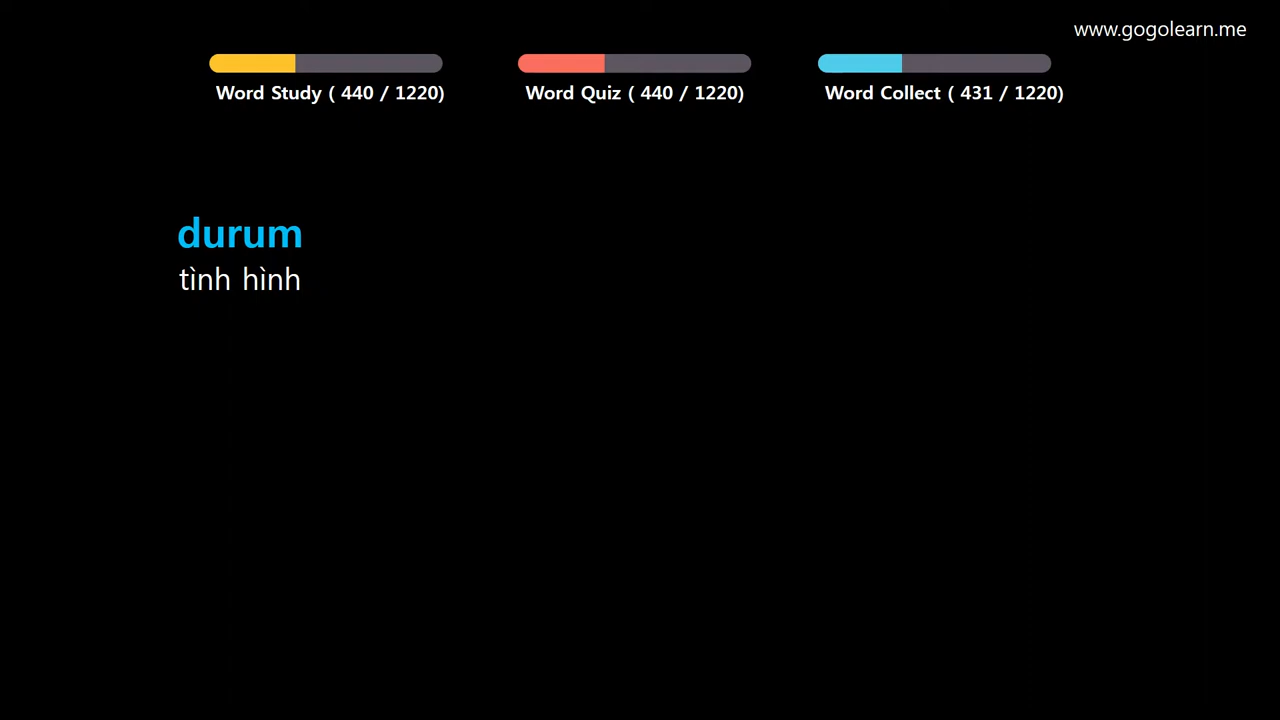 www.gogolearn.me
Word Study ( 440 / 1220)
Word Quiz ( 440 / 1220)
Word Collect ( 431 / 1220)
durum
tình hình